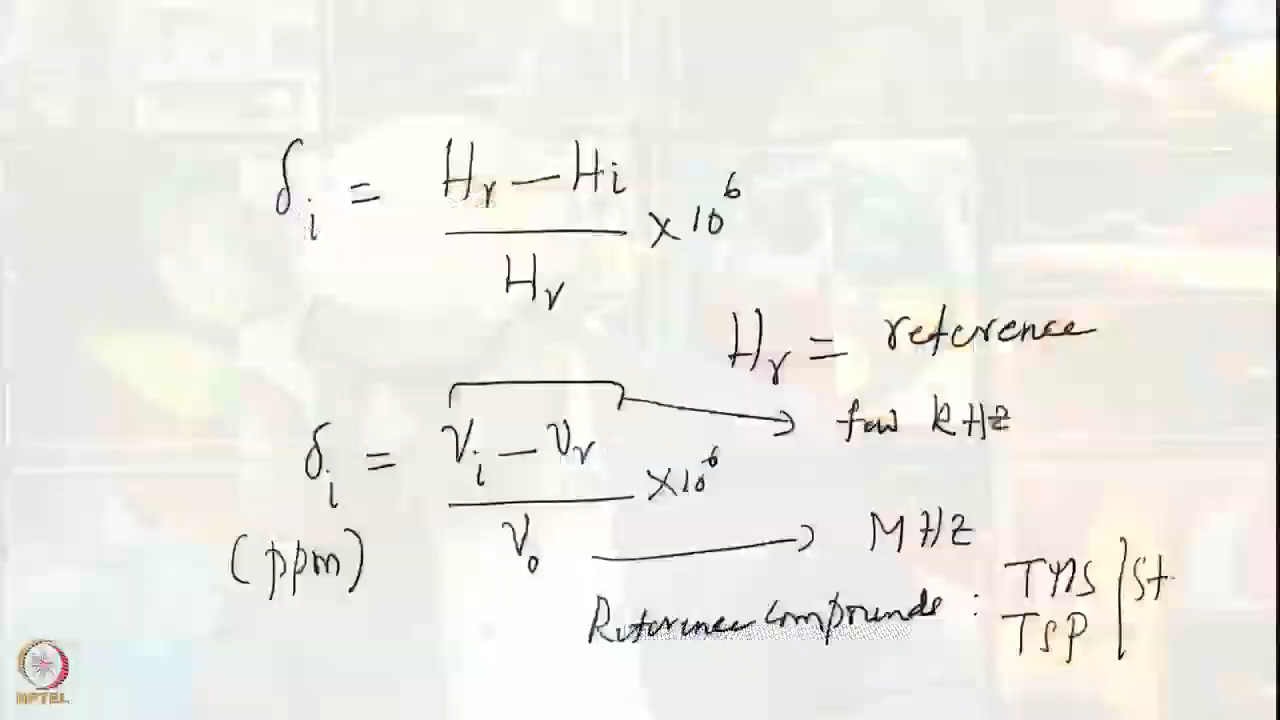 δi = Hr — Hi / Hr × 10^6
Hr = reference
few kHz
δi = νi — νr / ν0 × 10^6
(ppm)
MHz
Reference compounds : TMS
TSP
St
NPTEL